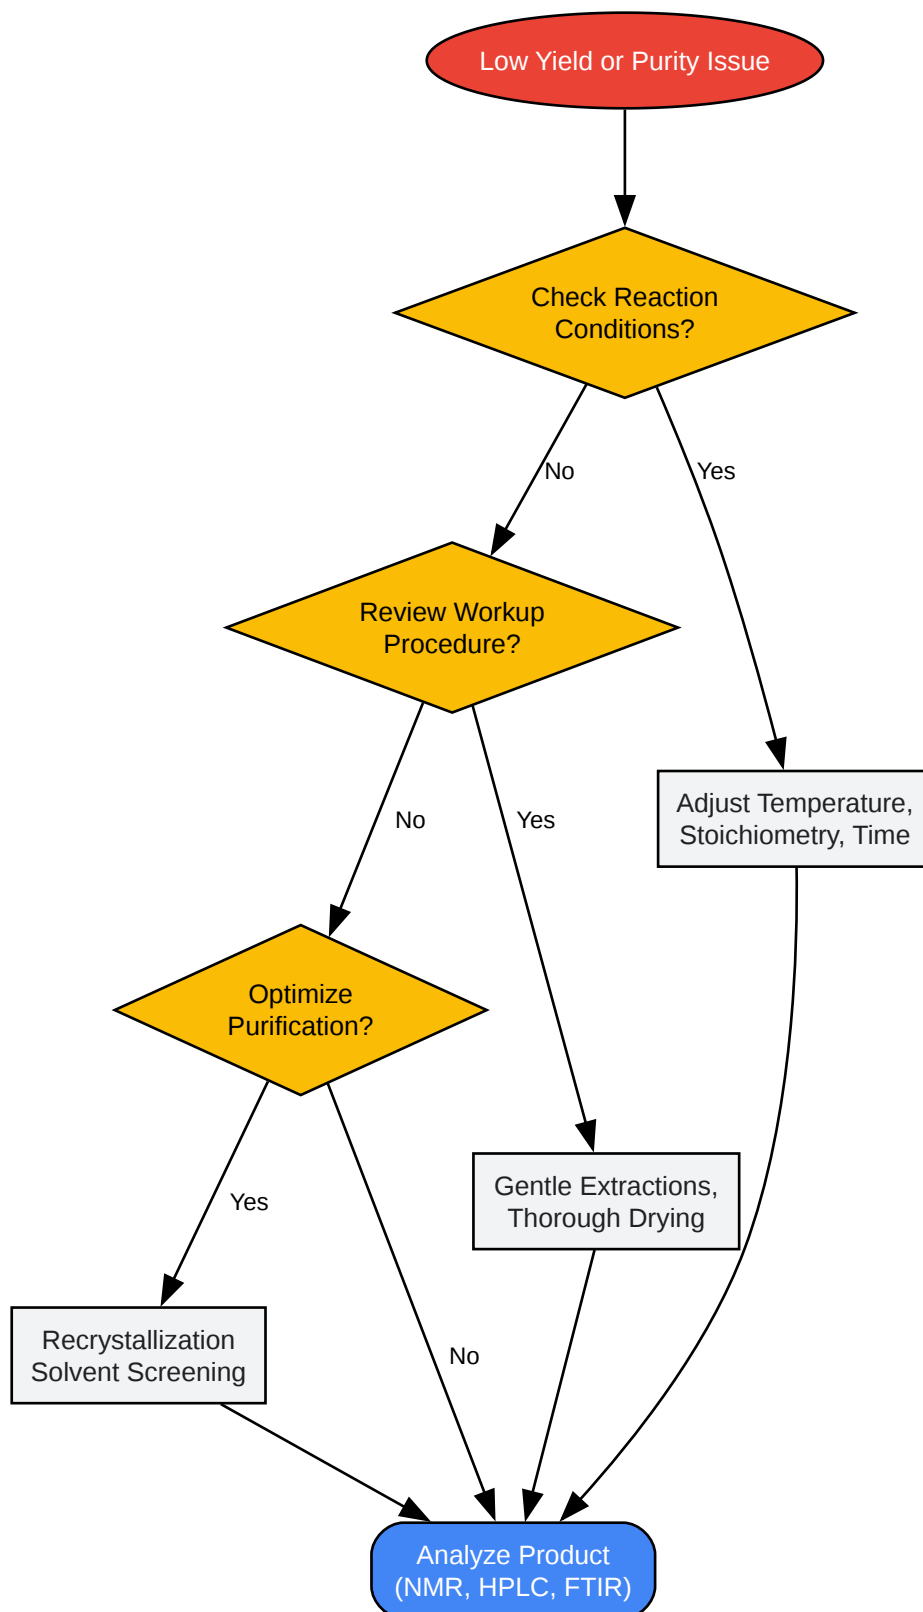 Low Yield or Purity Issue
Check Reaction
Conditions?
No
Yes
Review Workup
Procedure?
Adjust Temperature,
Stoichiometry, Time
No
Yes
Optimize
Purification?
Yes
Gentle Extractions,
Thorough Drying
Recrystallization
Solvent Screening
No
Analyze Product
(NMR, HPLC, FTIR)